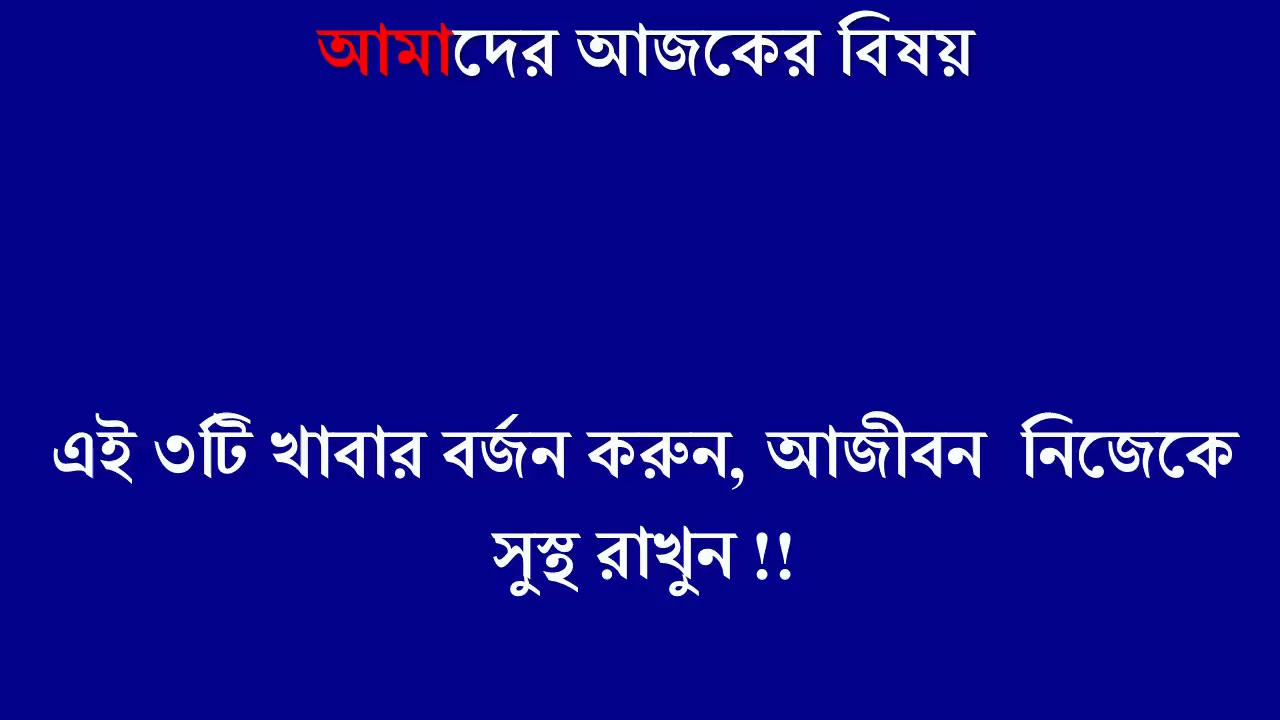 আমাদের আজকের বিষয়
এই ৩টি খাবার বর্জন করুন, আজীবন নিজেকে
সুস্থ রাখুন !!